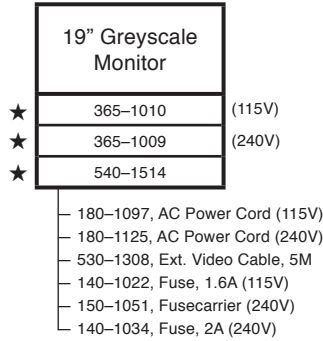 19” Greyscale
Monitor
★ 365–1010 (115V)
★ 365–1009 (240V)
★ 540–1514
180–1097, AC Power Cord (115V)
180–1125, AC Power Cord (240V)
530–1308, Ext. Video Cable, 5M
140–1022, Fuse, 1.6A (115V)
150–1051, Fusecarrier (240V)
140–1034, Fuse, 2A (240V)